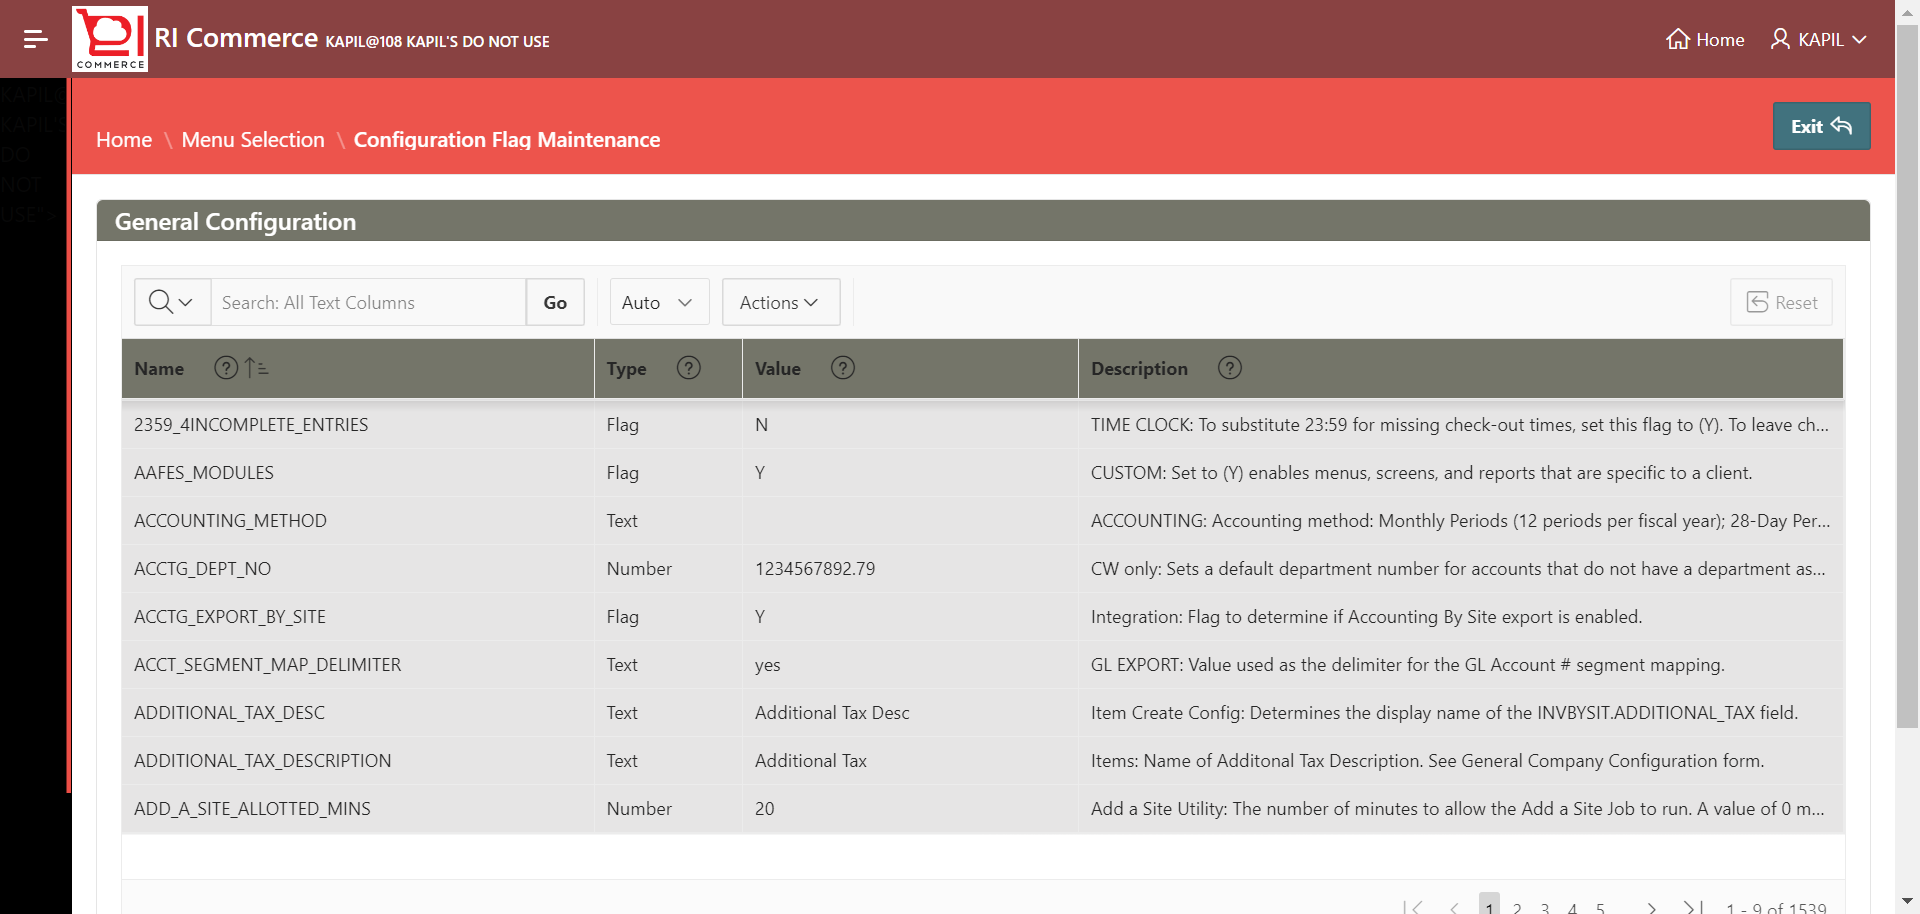 COMMERCE
RI Commerce KAPIL@108 KAPIL'S DO NOT USE
Home KAPIL
KAPIL@
KAPIL'S
DO
NOT
USE">
Home \ Menu Selection \ Configuration Flag Maintenance
Exit
General Configuration
Search: All Text Columns Go Auto Actions Reset
Name ? Type ? Value ? Description ?
2359_4INCOMPLETE_ENTRIES Flag N TIME CLOCK: To substitute 23:59 for missing check-out times, set this flag to (Y). To leave ch...
AAFES_MODULES Flag Y CUSTOM: Set to (Y) enables menus, screens, and reports that are specific to a client.
ACCOUNTING_METHOD Text ACCOUNTING: Accounting method: Monthly Periods (12 periods per fiscal year); 28-Day Per...
ACCTG_DEPT_NO Number 1234567892.79 CW only: Sets a default department number for accounts that do not have a department as...
ACCTG_EXPORT_BY_SITE Flag Y Integration: Flag to determine if Accounting By Site export is enabled.
ACCT_SEGMENT_MAP_DELIMITER Text yes GL EXPORT: Value used as the delimiter for the GL Account # segment mapping.
ADDITIONAL_TAX_DESC Text Additional Tax Desc Item Create Config: Determines the display name of the INVBYSIT.ADDITIONAL_TAX field.
ADDITIONAL_TAX_DESCRIPTION Text Additional Tax Items: Name of Additonal Tax Description. See General Company Configuration form.
ADD_A_SITE_ALLOTTED_MINS Number 20 Add a Site Utility: The number of minutes to allow the Add a Site Job to run. A value of 0 m...
1 2 3 4 5 1 - 9 of 1539